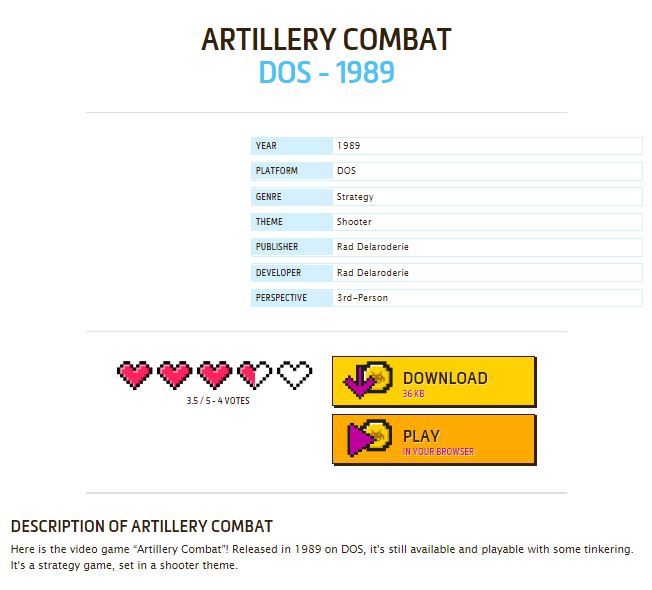 ARTILLERY COMBAT
DOS - 1989
YEAR 1989
PLATFORM DOS
GENRE Strategy
THEME Shooter
PUBLISHER Rad Delaroderie
DEVELOPER Rad Delaroderie
PERSPECTIVE 3rd-Person
3.5 / 5 - 4 VOTES
DOWNLOAD
36 KB
PLAY
IN YOUR BROWSER
DESCRIPTION OF ARTILLERY COMBAT
Here is the video game “Artillery Combat”! Released in 1989 on DOS, it's still available and playable with some tinkering.
It's a strategy game, set in a shooter theme.